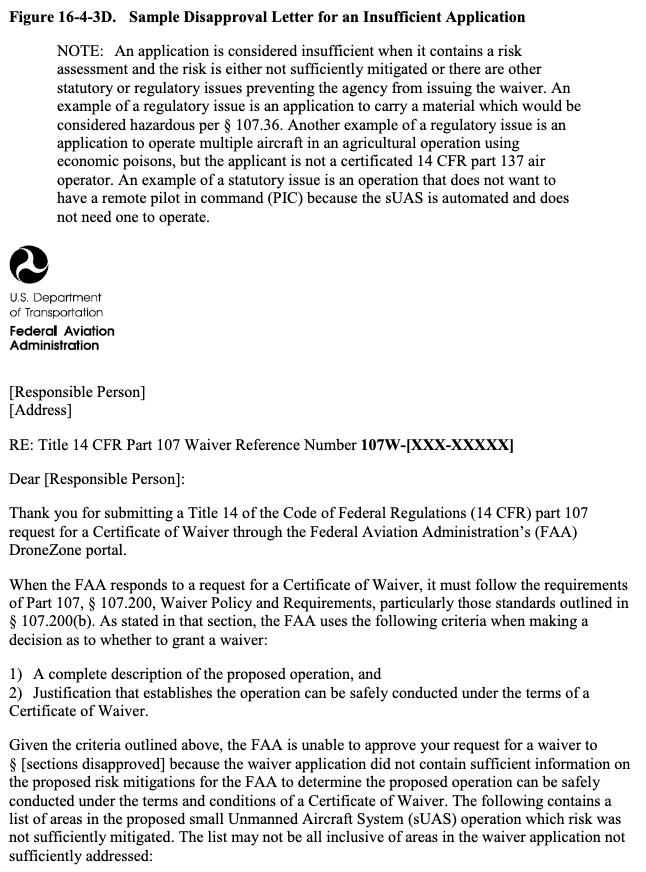 Figure 16-4-3D. Sample Disapproval Letter for an Insufficient Application
NOTE: An application is considered insufficient when it contains a risk
assessment and the risk is either not sufficiently mitigated or there are other
statutory or regulatory issues preventing the agency from issuing the waiver. An
example of a regulatory issue is an application to carry a material which would be
considered hazardous per § 107.36. Another example of a regulatory issue is an
application to operate multiple aircraft in an agricultural operation using
economic poisons, but the applicant is not a certificated 14 CFR part 137 air
operator. An example of a statutory issue is an operation that does not want to
have a remote pilot in command (PIC) because the sUAS is automated and does
not need one to operate.
U.S. Department
of Transportation
Federal Aviation
Administration
[Responsible Person]
[Address]
RE: Title 14 CFR Part 107 Waiver Reference Number 107W-[XXX-XXXXX]
Dear [Responsible Person]:
Thank you for submitting a Title 14 of the Code of Federal Regulations (14 CFR) part 107
request for a Certificate of Waiver through the Federal Aviation Administration's (FAA)
DroneZone portal.
When the FAA responds to a request for a Certificate of Waiver, it must follow the requirements
of Part 107, § 107.200, Waiver Policy and Requirements, particularly those standards outlined in
§ 107.200(b). As stated in that section, the FAA uses the following criteria when making a
decision as to whether to grant a waiver:
1) A complete description of the proposed operation, and
2) Justification that establishes the operation can be safely conducted under the terms of a
Certificate of Waiver.
Given the criteria outlined above, the FAA is unable to approve your request for a waiver to
§ [sections disapproved] because the waiver application did not contain sufficient information on
the proposed risk mitigations for the FAA to determine the proposed operation can be safely
conducted under the terms and conditions of a Certificate of Waiver. The following contains a
list of areas in the proposed small Unmanned Aircraft System (sUAS) operation which risk was
not sufficiently mitigated. The list may not be all inclusive of areas in the waiver application not
sufficiently addressed: